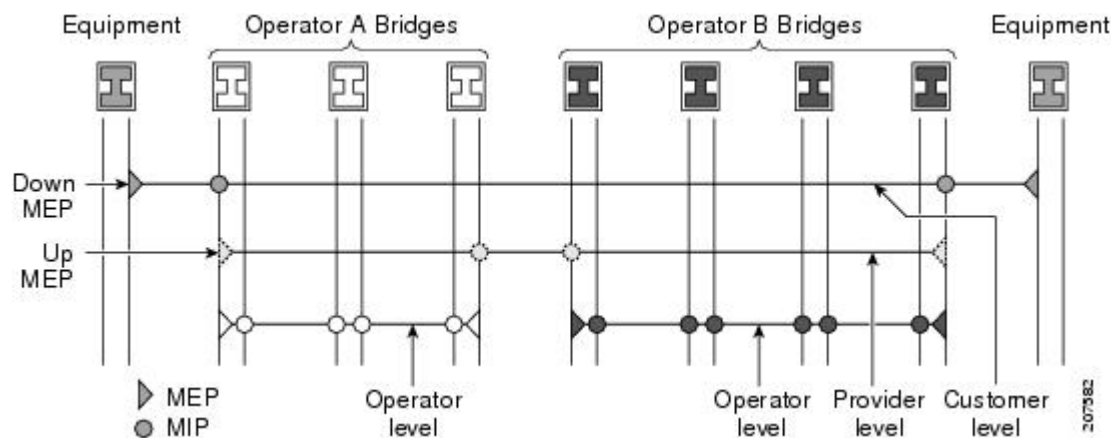 Equipment
Operator A Bridges
Operator B Bridges
Equipment
Down
MEP
Up
MEP
MEP
MIP
Operator
level
Operator
level
Provider
level
Customer
level
207582